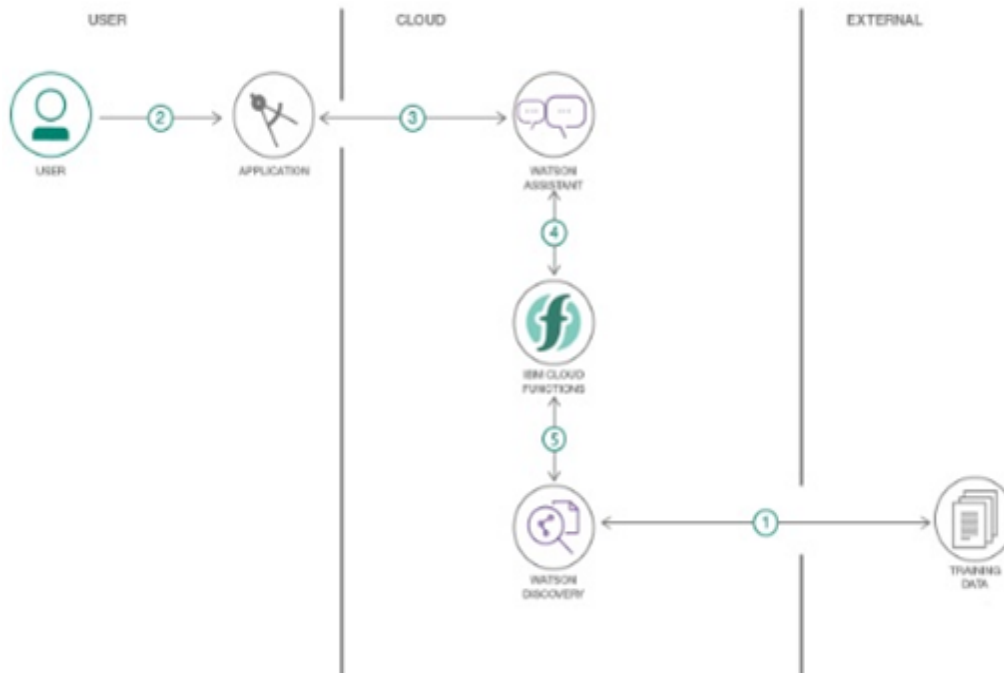 USER
CLOUD
EXTERNAL
2
3
USER
APPLICATION
WATSON
ASSISTANT
4
IBM CLOUD
FUNCTIONS
5
1
WATSON
DISCOVERY
TRAINING
DATA